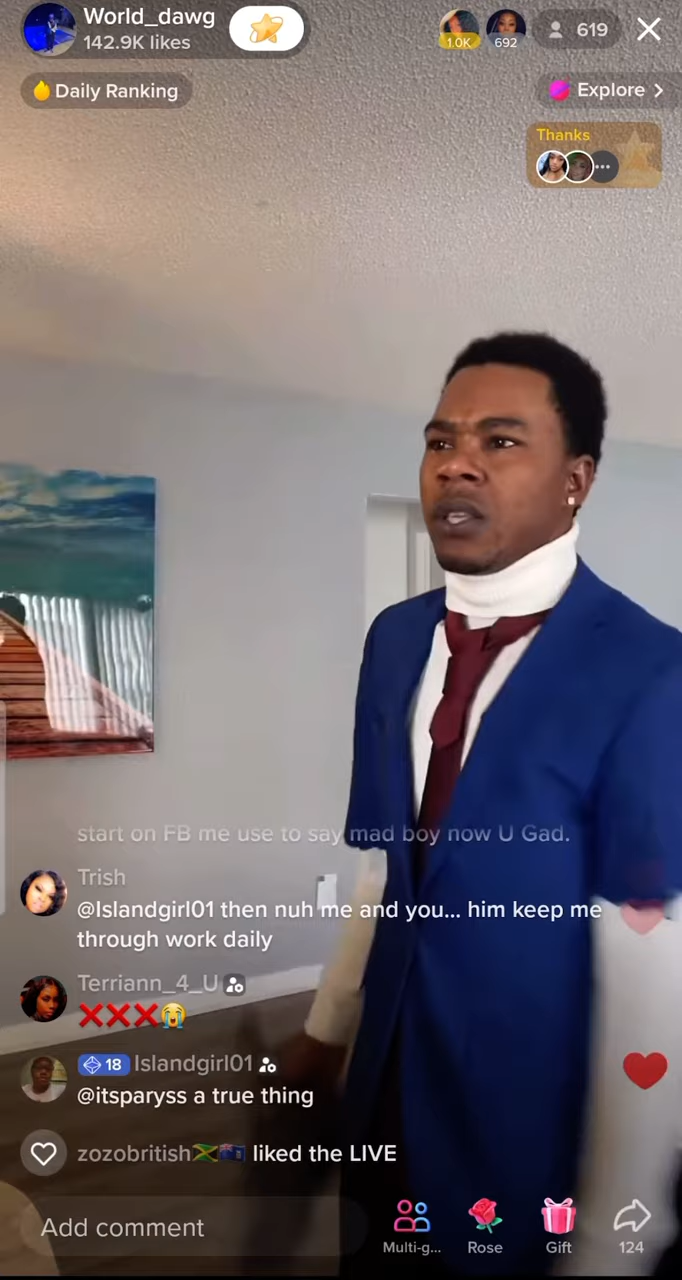 World_dawg
142.9K likes
1.0K
692
619
Daily Ranking
Explore
Thanks
start on FB me use to say mad boy now U Gad.
Trish
@Islandgirl01 then nuh me and you... him keep me
through work daily
Terriann_4_U
❌❌❌😭
18 Islandgirl01
@itsparyss a true thing
zozobritish🇯🇲🇰🇾 liked the LIVE
Add comment
Multi-g...
Rose
Gift
124